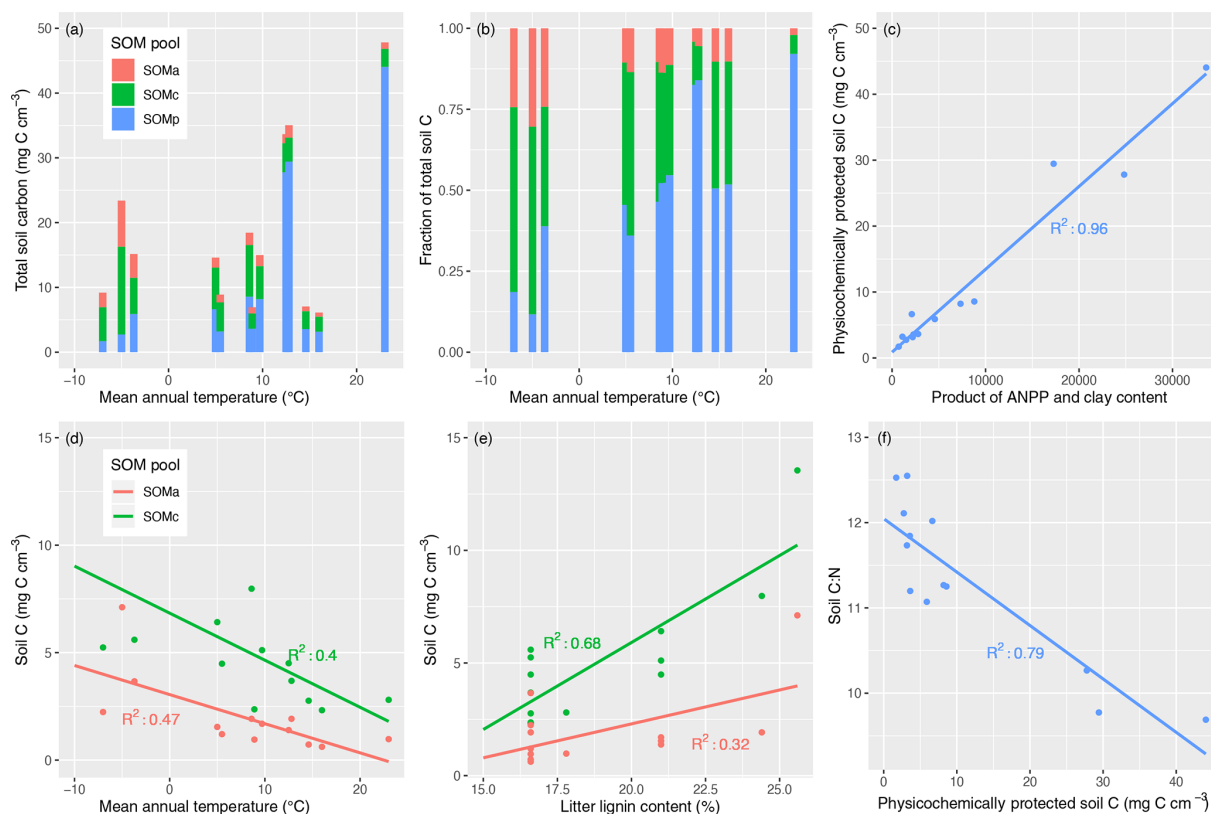 (a)
SOM pool
SOMa
SOMc
SOMp
50
40
30
20
10
0
Total soil carbon (mg C cm⁻³)
−10
0
10
20
Mean annual temperature (°C)
(b)
1.00
0.75
0.50
0.25
0.00
Fraction of total soil C
−10
0
10
20
Mean annual temperature (°C)
(c)
50
40
30
20
10
0
Physicochemically protected soil C (mg C cm⁻³)
R²: 0.96
0
10000
20000
30000
Product of ANPP and clay content
(d)
SOM pool
SOMa
SOMc
15
10
5
0
Soil C (mg C cm⁻³)
R²: 0.4
R²: 0.47
−10
0
10
20
Mean annual temperature (°C)
(e)
15
10
5
0
Soil C (mg C cm⁻³)
R²: 0.68
R²: 0.32
15.0
17.5
20.0
22.5
25.0
Litter lignin content (%)
(f)
13
12
11
10
Soil C:N
R²: 0.79
0
10
20
30
40
Physicochemically protected soil C (mg C cm⁻³)